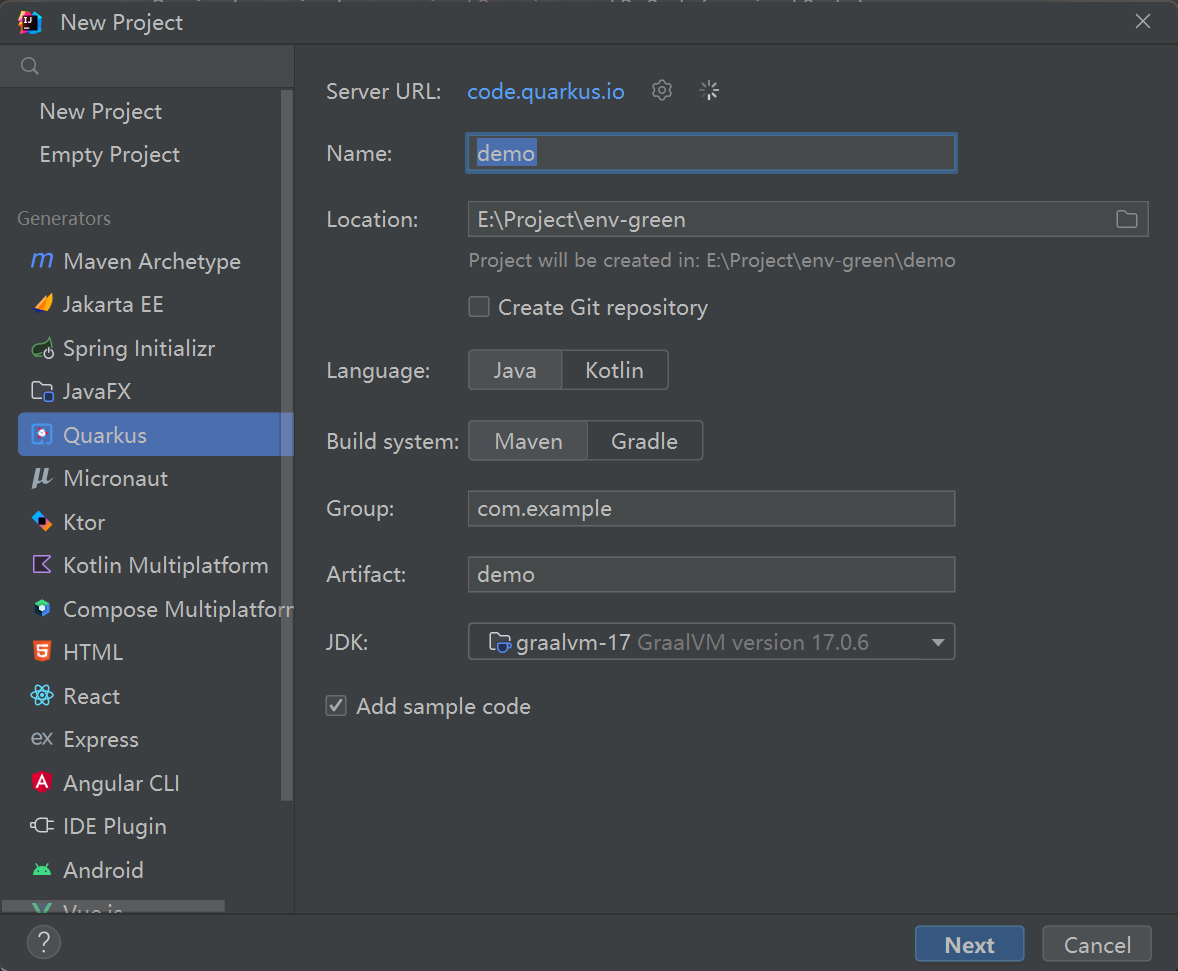 New Project
New Project
Empty Project
Generators
Maven Archetype
Jakarta EE
Spring Initializr
JavaFX
Quarkus
Micronaut
Ktor
Kotlin Multiplatform
Compose Multiplatforr
HTML
React
Express
Angular CLI
IDE Plugin
Android
Vue.js
Server URL: code.quarkus.io
Name: demo
Location: E:\Project\env-green
Project will be created in: E:\Project\env-green\demo
Create Git repository
Language: Java Kotlin
Build system: Maven Gradle
Group: com.example
Artifact: demo
JDK: graalvm-17 GraalVM version 17.0.6
Add sample code
? Next Cancel